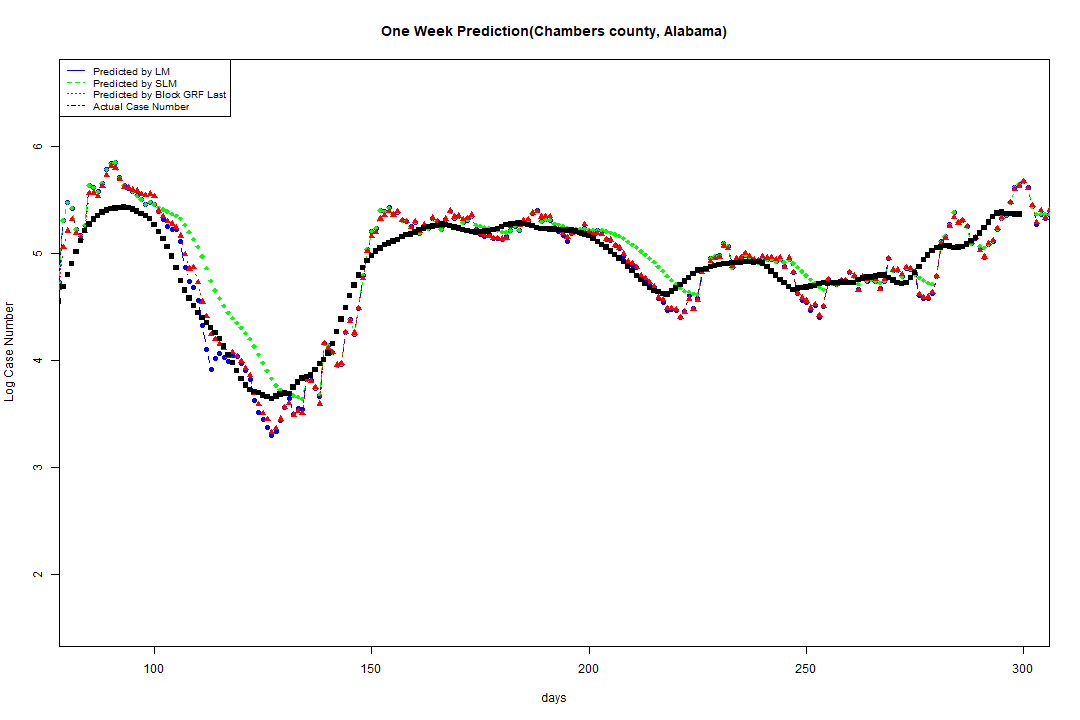 One Week Prediction(Chambers county, Alabama)
Predicted by LM
Predicted by SLM
Predicted by Block GRF Last
Actual Case Number
6
5
4
3
2
Log Case Number
100 150 200 250 300
days